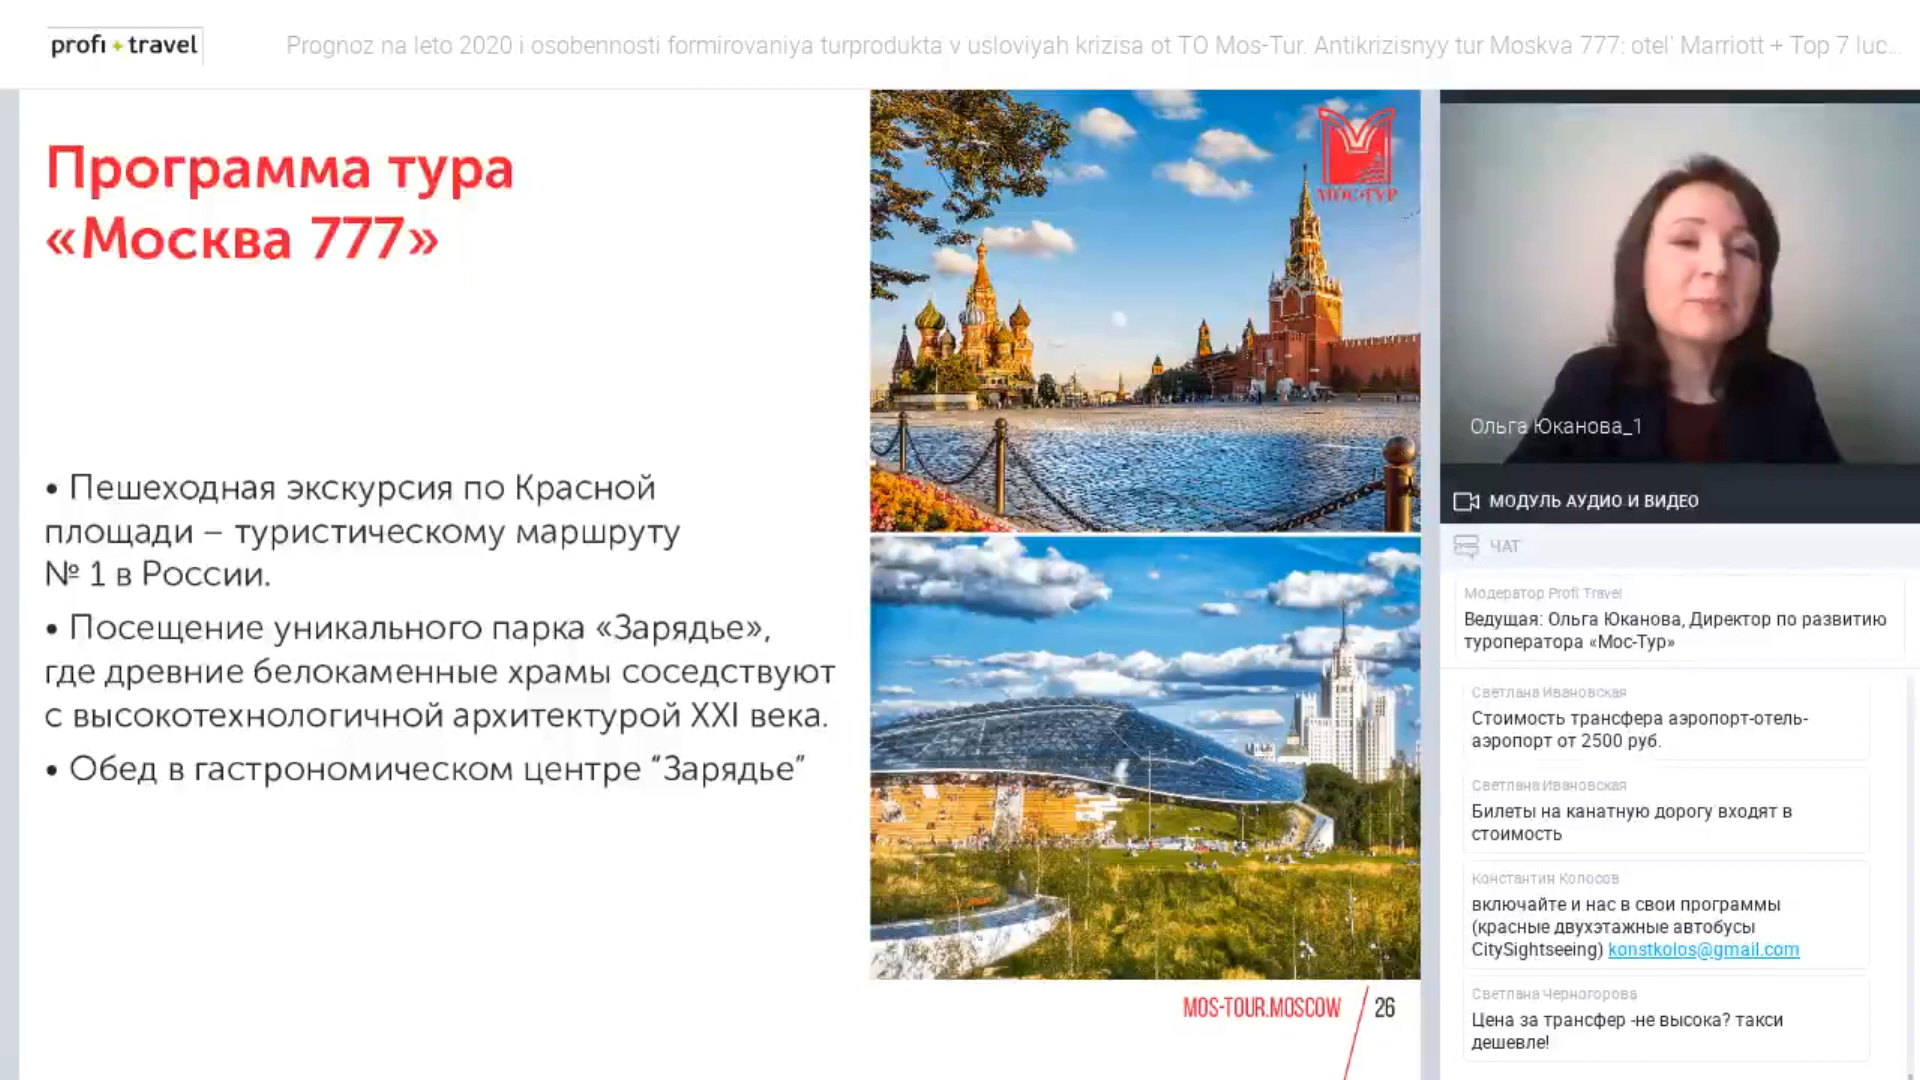 profi travel
Prognoz na leto 2020 i osobennosti formirovaniya turprodukta v usloviyah krizisa ot TO Mos-Tur. Antikrizisnyy tur Moskva 777: otel' Marriott + Top 7 luc...
Программа тура
«Москва 777»
• Пешеходная экскурсия по Красной
площади – туристическому маршруту
№ 1 в России.
• Посещение уникального парка «Зарядье»,
где древние белокаменные храмы соседствуют
с высокотехнологичной архитектурой XXI века.
• Обед в гастрономическом центре “Зарядье”
МОС-ТУР
MOS-TOUR.MOSCOW 26
Ольга Юканова_1
МОДУЛЬ АУДИО И ВИДЕО
ЧАТ
Модератор Profi Travel
Ведущая: Ольга Юканова, Директор по развитию
туроператора «Мос-Тур»
Светлана Ивановская
Стоимость трансфера аэропорт-отель-
аэропорт от 2500 руб.
Светлана Ивановская
Билеты на канатную дорогу входят в
стоимость
Константин Колосов
включайте и нас в свои программы
(красные двухэтажные автобусы
CitySightseeing) konstkolos@gmail.com
Светлана Черногорова
Цена за трансфер -не высока? такси
дешевле!